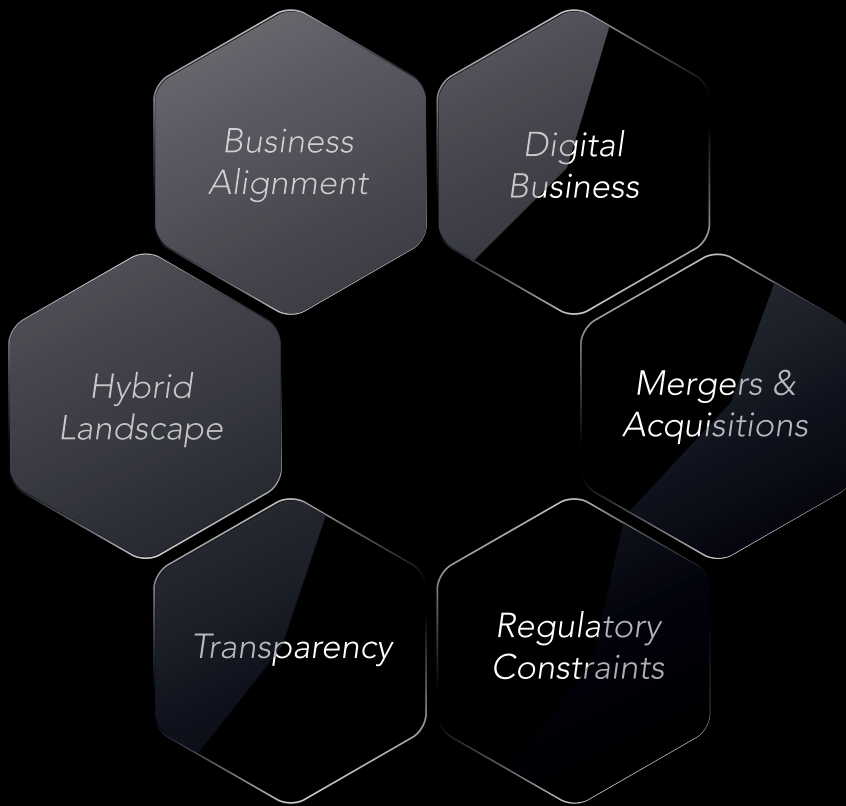 Business
Alignment
Digital
Business
Hybrid
Landscape
Mergers &
Acquisitions
Transparency
Regulatory
Constraints